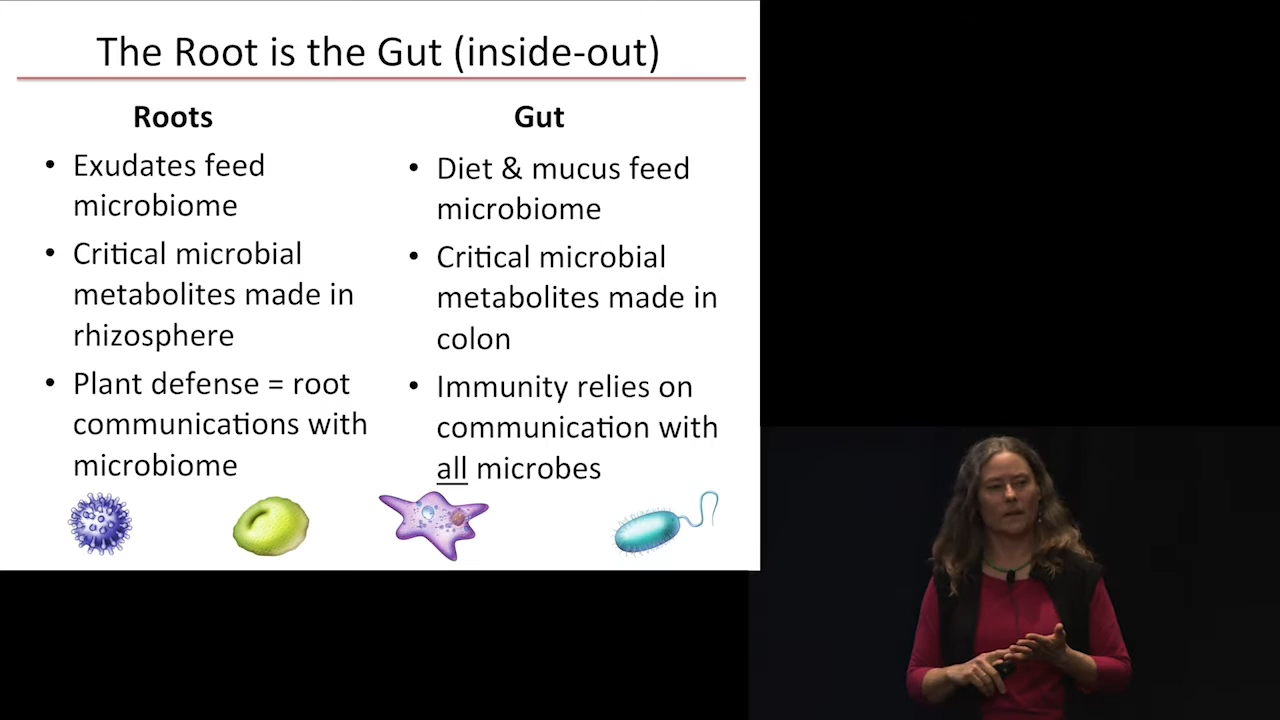 The Root is the Gut (inside-out)
Roots
• Exudates feed
microbiome
• Critical microbial
metabolites made in
rhizosphere
• Plant defense = root
communications with
microbiome
Gut
• Diet & mucus feed
microbiome
• Critical microbial
metabolites made in
colon
• Immunity relies on
communication with
all microbes